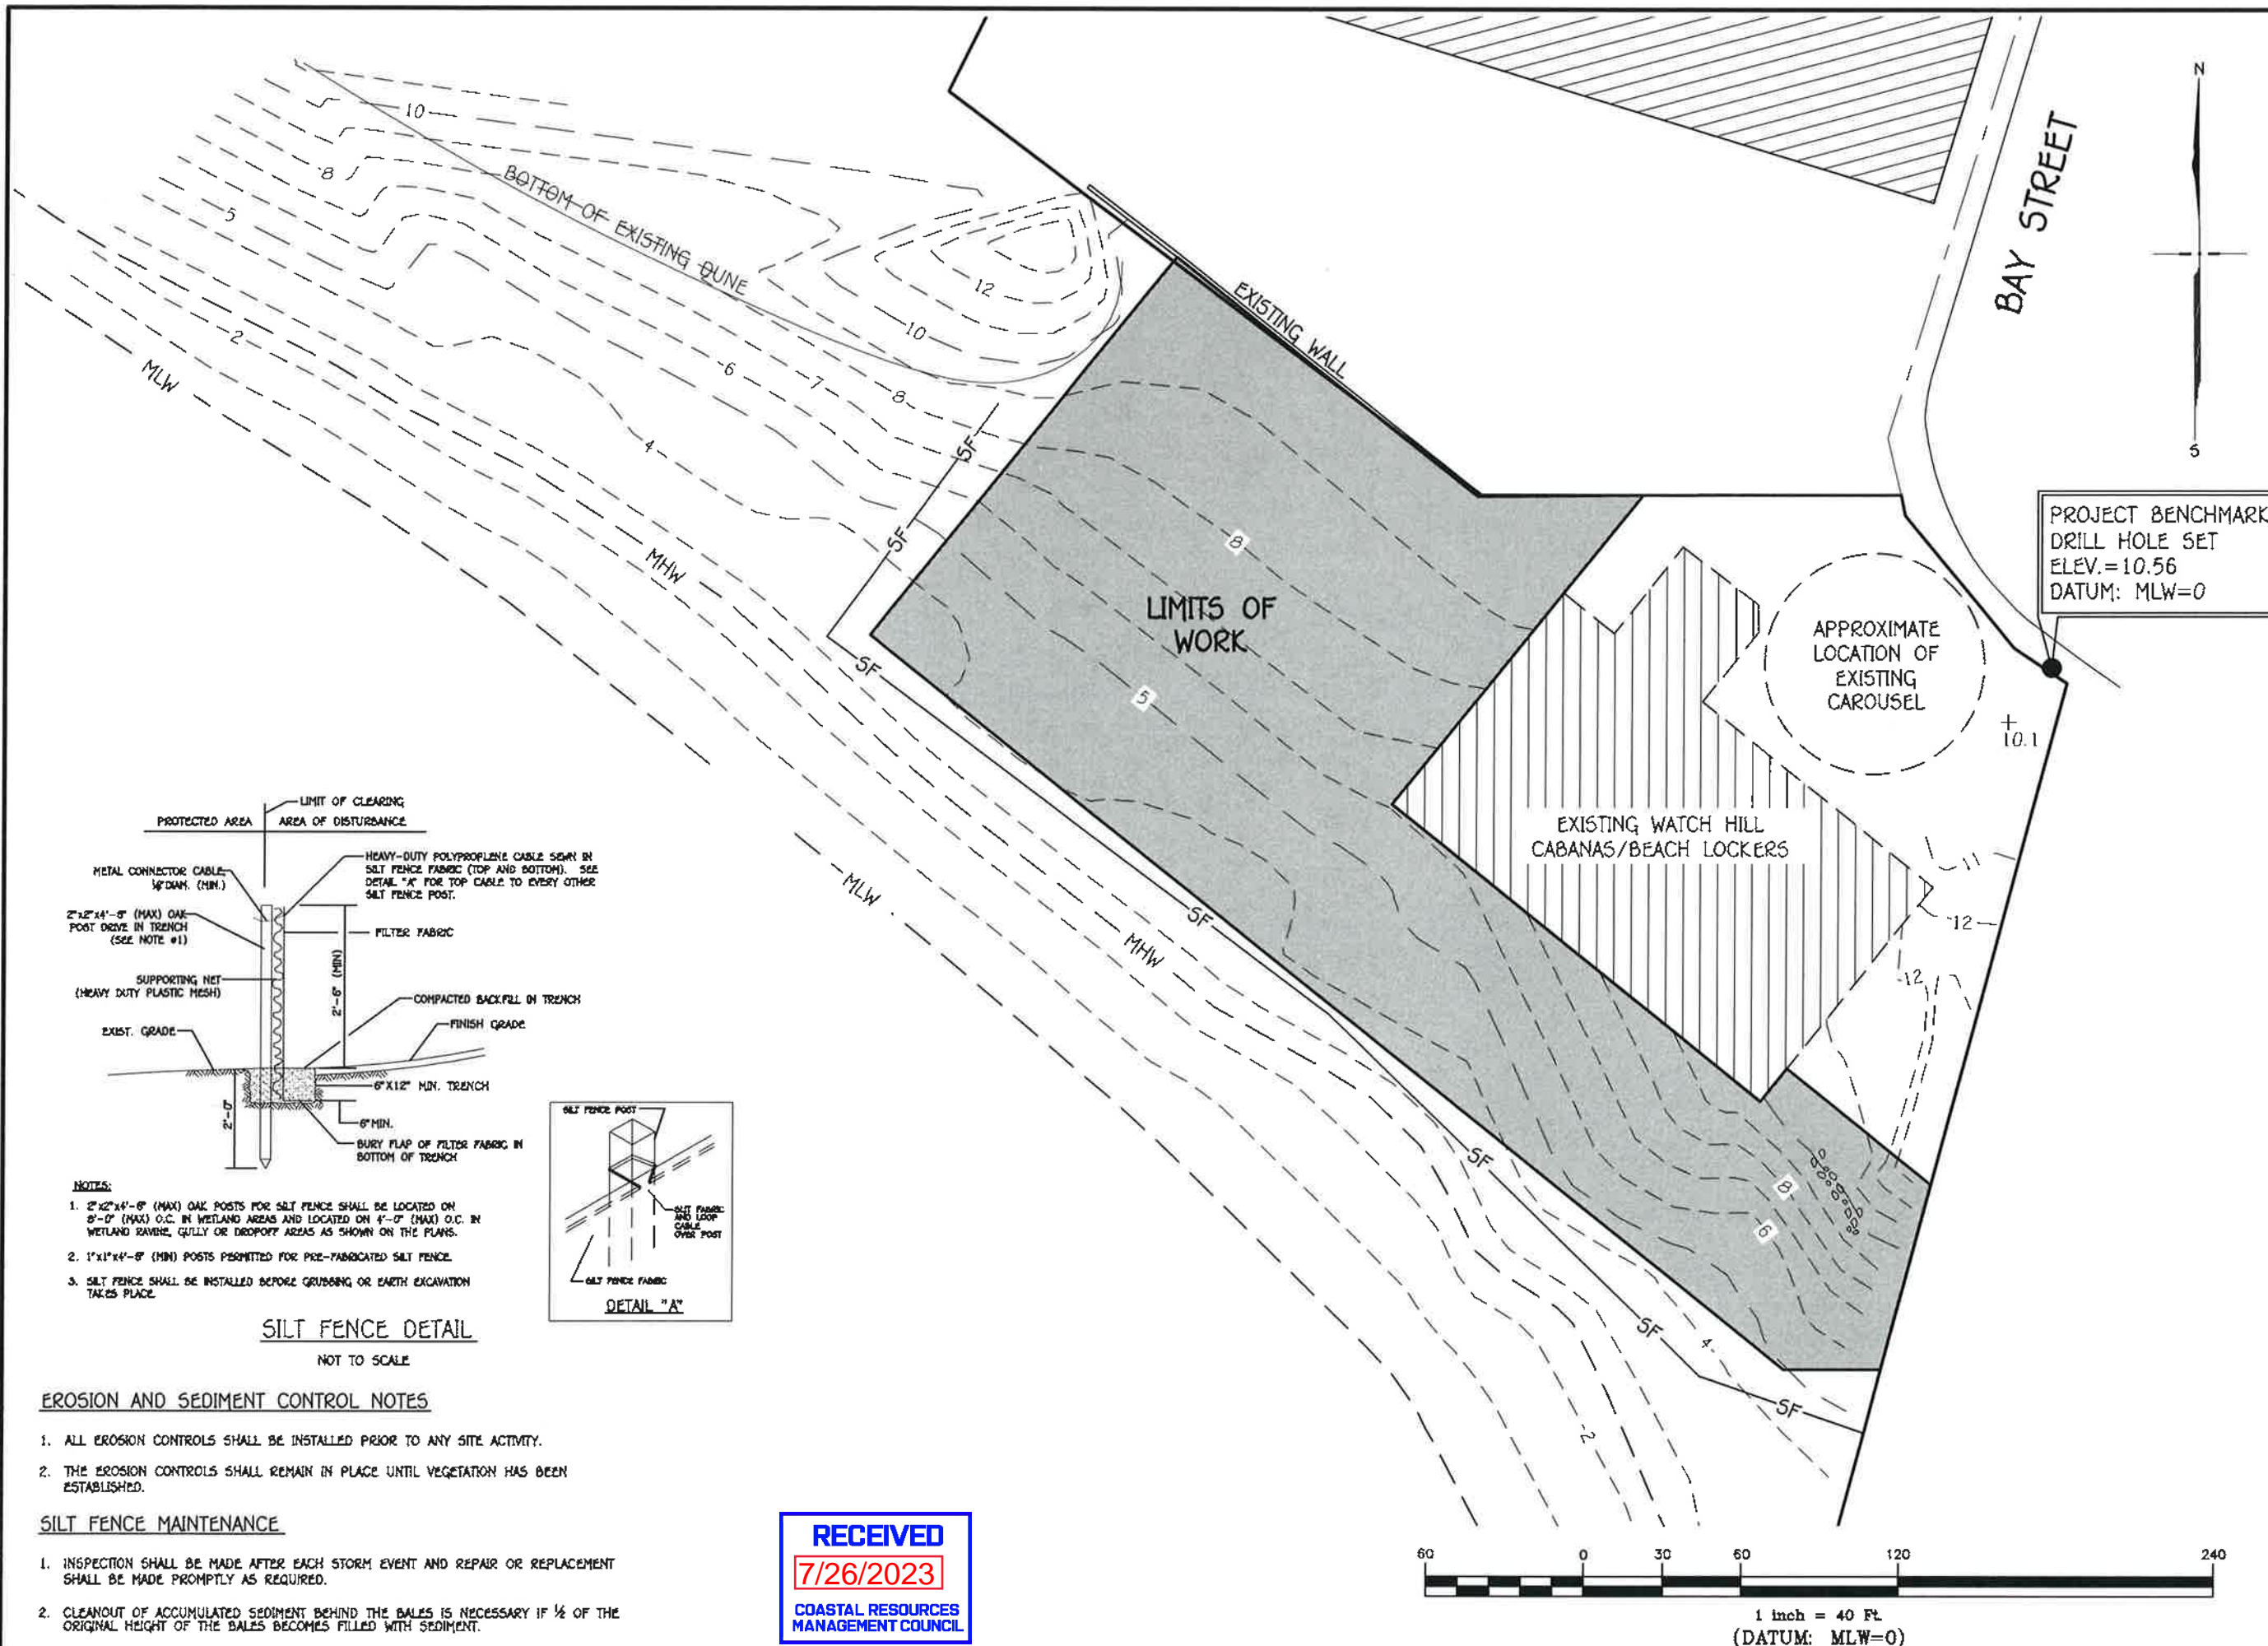 10
8
5
2
MLW
BOTTOM OF EXISTING DUNE
12
10
6
7
8
4
MHW
SF
SF
SF
EXISTING WALL
BAY STREET
N
S
PROJECT BENCHMARK
DRILL HOLE SET
ELEV.=10.56
DATUM: MLW=0
8
LIMITS OF
WORK
5
APPROXIMATE
LOCATION OF
EXISTING
CAROUSEL
10.1
EXISTING WATCH HILL
CABANAS/BEACH LOCKERS
11
12
12
MLW
MHW
SF
SF
SF
SF
8
6
4
2
LIMIT OF CLEARING
PROTECTED AREA
AREA OF DISTURBANCE
METAL CONNECTOR CABLE
DIAM. (MIN.)
HEAVY-DUTY POLYPROPLENE CABLE SEWN IN
SILT FENCE FABRIC (TOP AND BOTTOM). SEE
DETAIL "A" FOR TOP CABLE TO EVERY OTHER
SILT FENCE POST.
2"x2"x4'-6" (MAX) OAK
POST DRIVE IN TRENCH
(SEE NOTE #1)
FILTER FABRIC
SUPPORTING NET
(HEAVY DUTY PLASTIC MESH)
2'-6" (MIN)
COMPACTED BACKFILL IN TRENCH
FINISH GRADE
EXIST. GRADE
6"X12" MIN. TRENCH
2'-0"
6" MIN.
BURY FLAP OF FILTER FABRIC IN
BOTTOM OF TRENCH
SILT FENCE POST
SILT FABRIC
AND LOOP
CABLE
OVER POST
SILT FENCE FABRIC
DETAIL "A"
NOTES:
1. 2"x2"x4'-6" (MAX) OAK POSTS FOR SILT FENCE SHALL BE LOCATED ON
8'-0" (MAX) O.C. IN WETLAND AREAS AND LOCATED ON 4'-0" (MAX) O.C. IN
WETLAND RAVINE, GULLY OR DROPOFF AREAS AS SHOWN ON THE PLANS.
2. 1"x1"x4'-6" (MIN) POSTS PERMITTED FOR PRE-FABRICATED SILT FENCE.
3. SILT FENCE SHALL BE INSTALLED BEFORE GRUBBING OR EARTH EXCAVATION
TAKES PLACE.
SILT FENCE DETAIL
NOT TO SCALE
EROSION AND SEDIMENT CONTROL NOTES
1. ALL EROSION CONTROLS SHALL BE INSTALLED PRIOR TO ANY SITE ACTIVITY.
2. THE EROSION CONTROLS SHALL REMAIN IN PLACE UNTIL VEGETATION HAS BEEN
ESTABLISHED.
SILT FENCE MAINTENANCE
1. INSPECTION SHALL BE MADE AFTER EACH STORM EVENT AND REPAIR OR REPLACEMENT
SHALL BE MADE PROMPTLY AS REQUIRED.
2. CLEANOUT OF ACCUMULATED SEDIMENT BEHIND THE BALES IS NECESSARY IF ½ OF THE
ORIGINAL HEIGHT OF THE BALES BECOMES FILLED WITH SEDIMENT.
RECEIVED
7/26/2023
COASTAL RESOURCES
MANAGEMENT COUNCIL
60 0 30 60 120 240
1 inch = 40 Ft.
(DATUM: MLW=0)